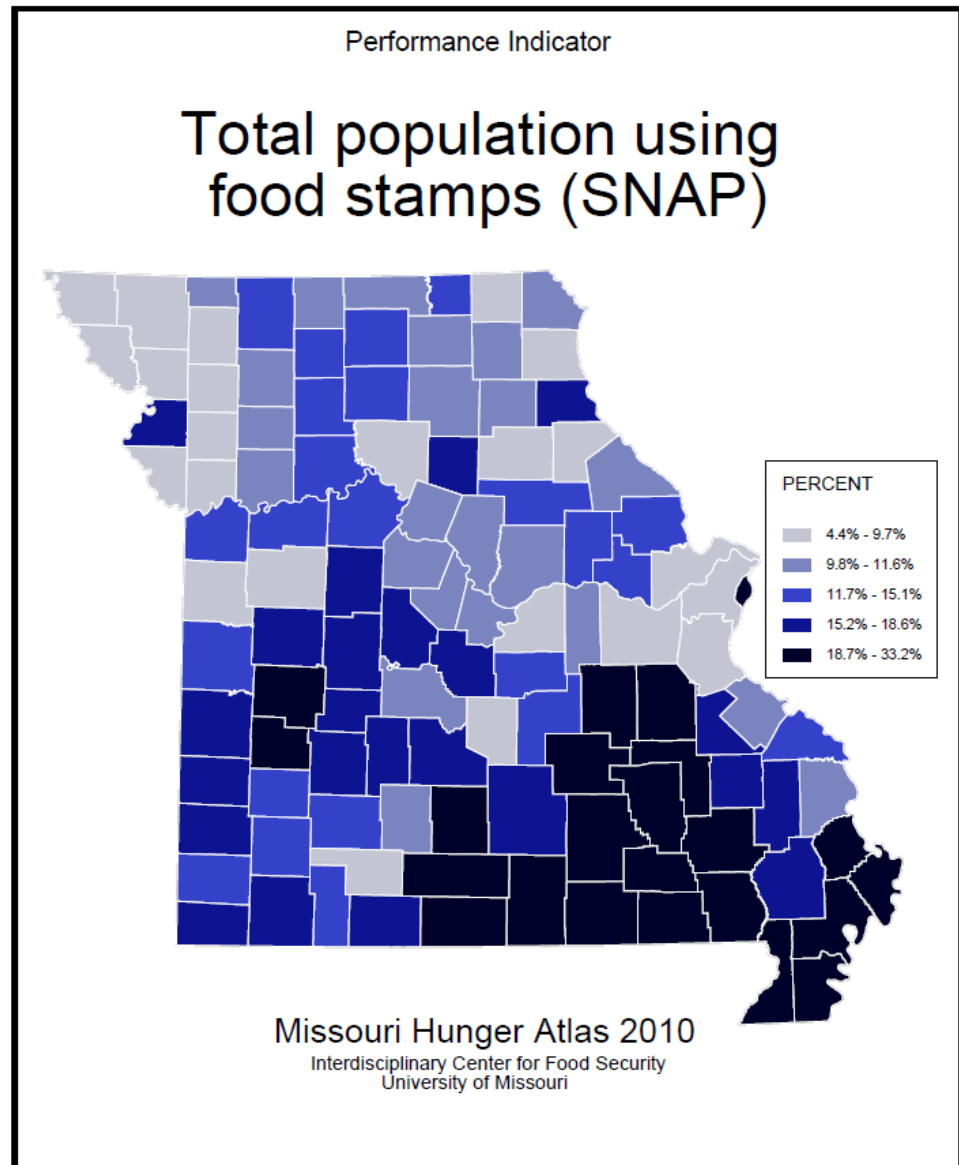 Performance Indicator
Total population using
food stamps (SNAP)
PERCENT
4.4% - 9.7%
9.8% - 11.6%
11.7% - 15.1%
15.2% - 18.6%
18.7% - 33.2%
Missouri Hunger Atlas 2010
Interdisciplinary Center for Food Security
University of Missouri